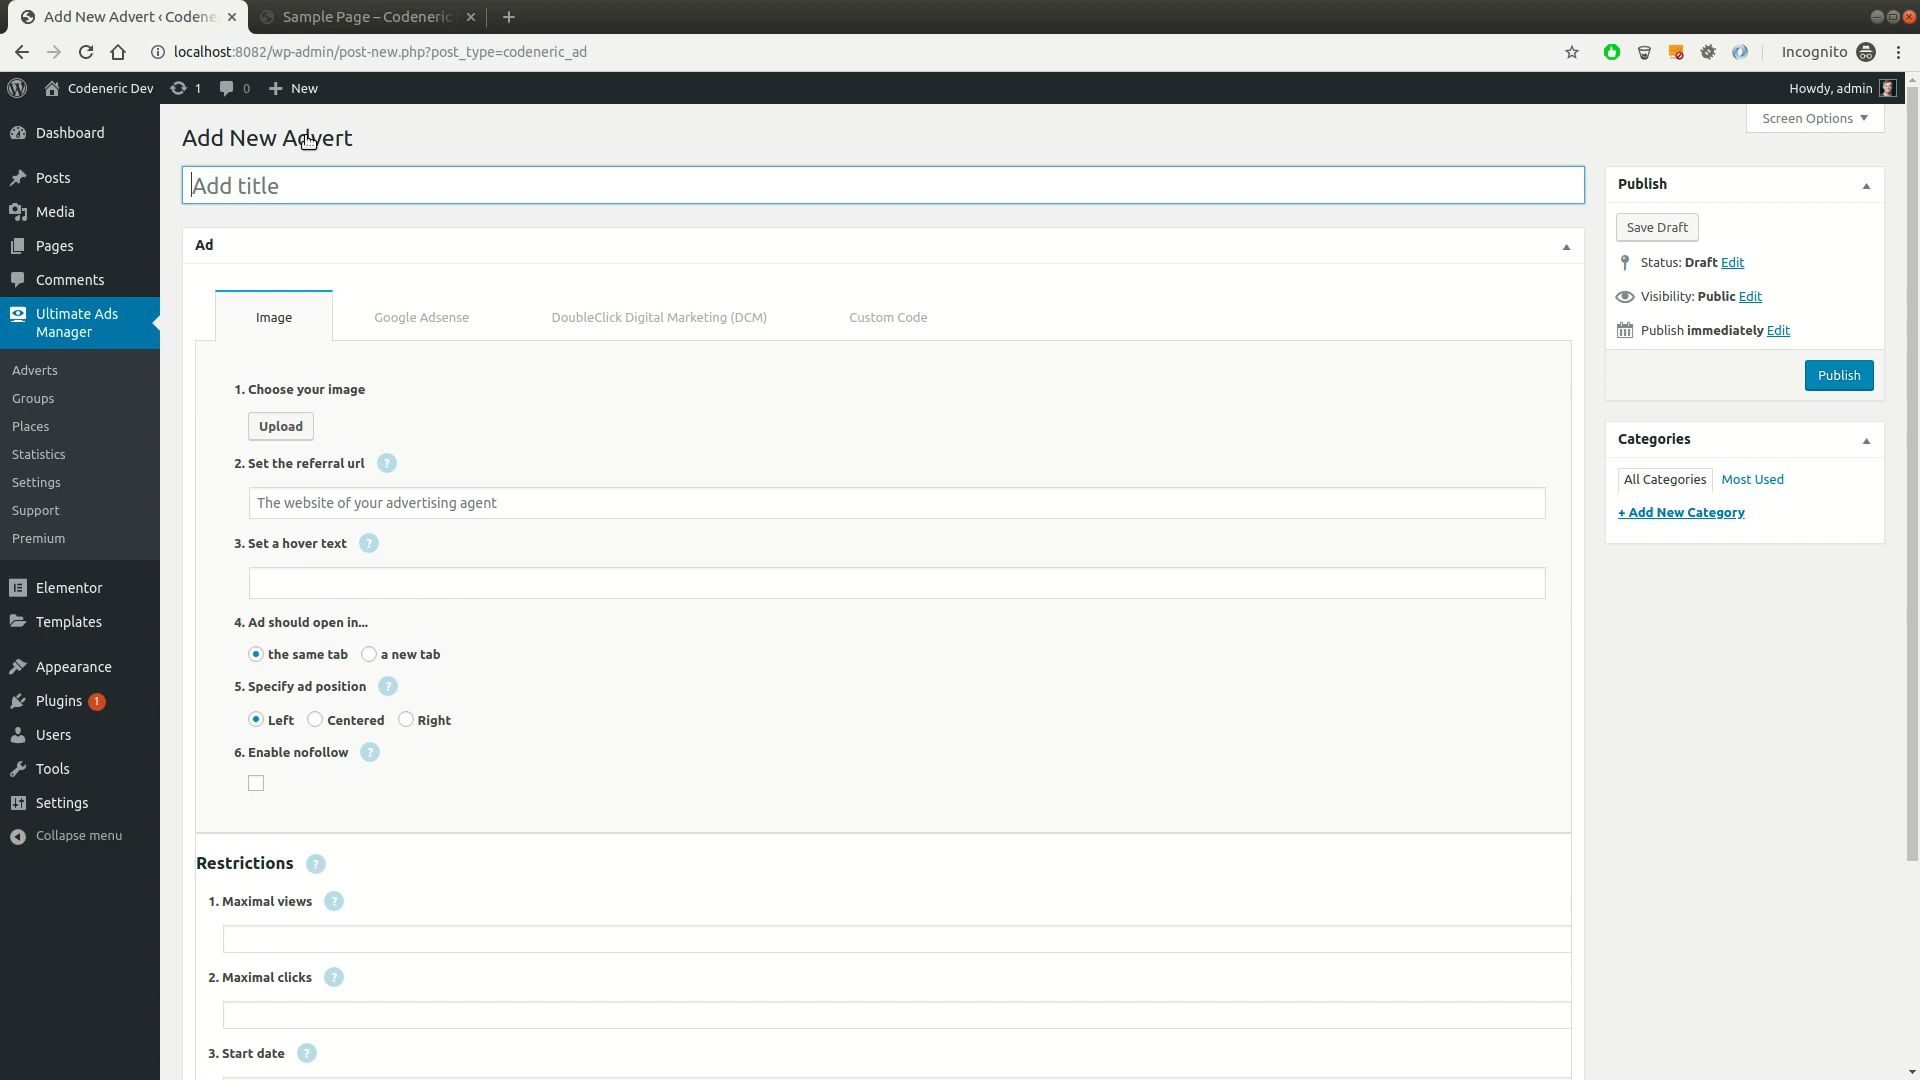 Add New Advert ‹ Codene
Sample Page – Codeneric
localhost:8082/wp-admin/post-new.php?post_type=codeneric_ad
Incognito
Codeneric Dev
1
0
New
Howdy, admin
Dashboard
Posts
Media
Pages
Comments
Ultimate Ads
Manager
Adverts
Groups
Places
Statistics
Settings
Support
Premium
Elementor
Templates
Appearance
Plugins 1
Users
Tools
Settings
Collapse menu
Screen Options
Add New Advert
Add title
Ad
Image
Google Adsense
DoubleClick Digital Marketing (DCM)
Custom Code
1. Choose your image
Upload
2. Set the referral url ?
The website of your advertising agent
3. Set a hover text ?
4. Ad should open in...
the same tab a new tab
5. Specify ad position ?
Left Centered Right
6. Enable nofollow ?
Restrictions ?
1. Maximal views ?
2. Maximal clicks ?
3. Start date ?
Publish
Save Draft
Status: Draft Edit
Visibility: Public Edit
Publish immediately Edit
Publish
Categories
All Categories Most Used
+ Add New Category